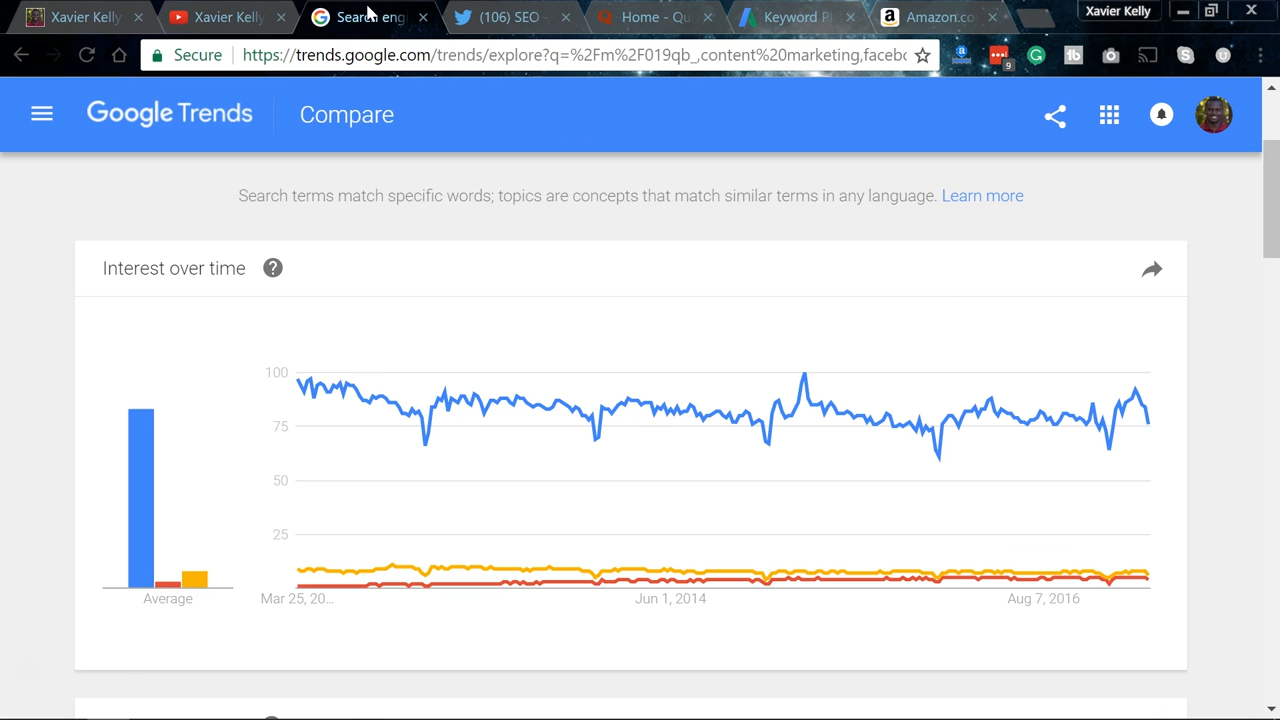 Xavier Kelly
Xavier Kelly
Search eng
(106) SEO
Home - Qu
Keyword Pl
Amazon.co
Xavier Kelly
Secure
https://trends.google.com/trends/explore?q=%2Fm%2F019qb_,content%20marketing,facebo
9
tb
Google Trends
Compare
Search terms match specific words; topics are concepts that match similar terms in any language. Learn more
Interest over time
?
100
75
50
25
Average
Mar 25, 20...
Jun 1, 2014
Aug 7, 2016